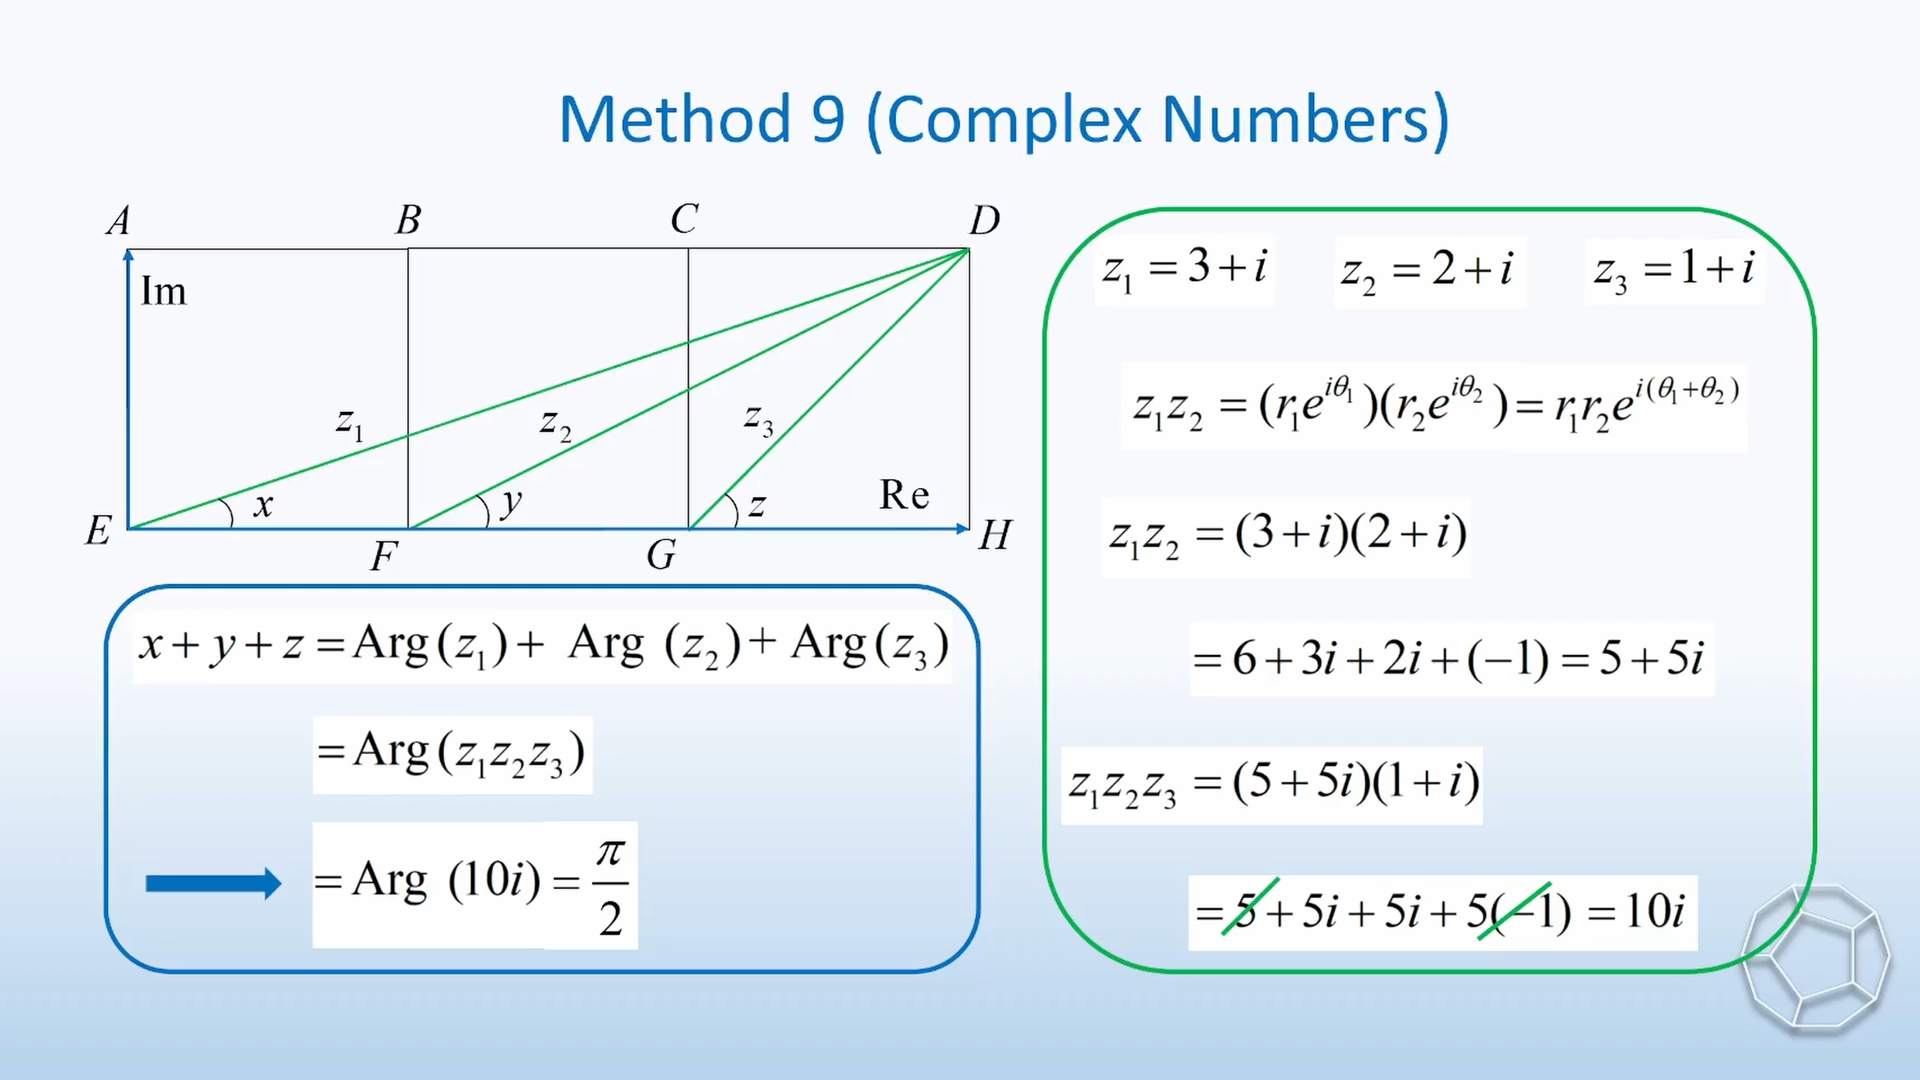 Method 9 (Complex Numbers)
A B C D
Im
z₁ z₂ z₃
x y z Re
E F G H
x + y + z = Arg(z₁) + Arg (z₂) + Arg(z₃)
= Arg(z₁z₂z₃)
= Arg (10i) = π/2
z₁ = 3 + i z₂ = 2 + i z₃ = 1 + i
z₁z₂ = (r₁e^{iθ₁})(r₂e^{iθ₂}) = r₁r₂e^{i(θ₁+θ₂)}
z₁z₂ = (3 + i)(2 + i)
= 6 + 3i + 2i + (−1) = 5 + 5i
z₁z₂z₃ = (5 + 5i)(1 + i)
= 5 + 5i + 5i + 5(−1) = 10i